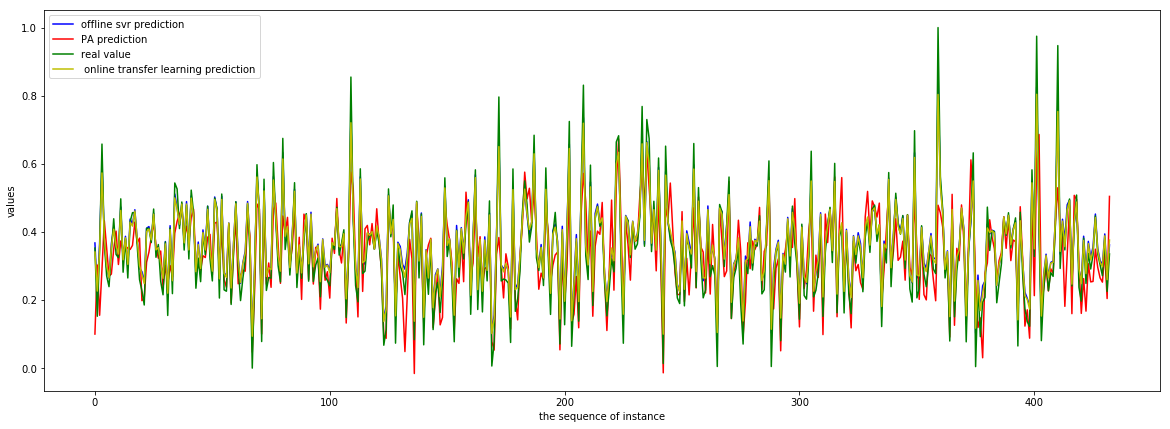 offline svr prediction
PA prediction
real value
online transfer learning prediction
1.0
0.8
0.6
0.4
0.2
0.0
values
0
100
200
300
400
the sequence of instance